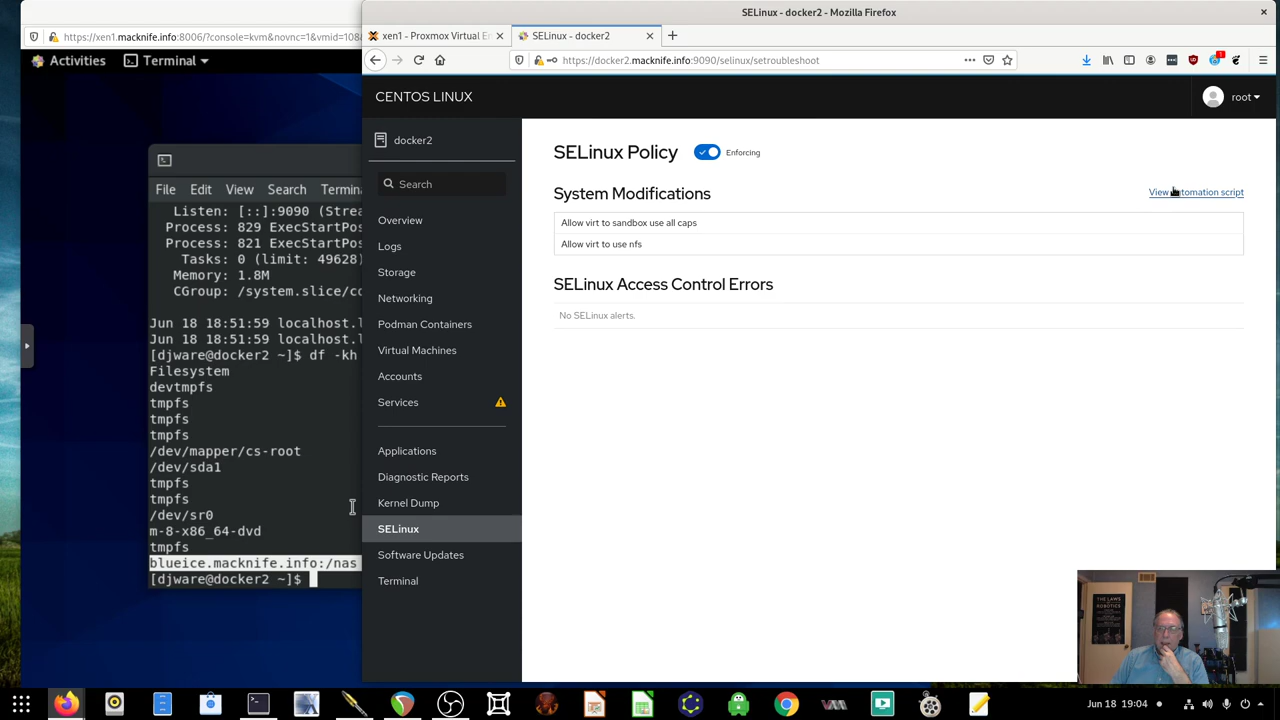 SELinux - docker2 - Mozilla Firefox
https://xen1.macknife.info:8006/?console=kvm&novnc=1&vmid=108
xen1 - Proxmox Virtual En
SELinux - docker2
https://docker2.macknife.info:9090/selinux/setroubleshoot
Activities
Terminal
CENTOS LINUX
root
docker2
Search
Overview
Logs
Storage
Networking
Podman Containers
Virtual Machines
Accounts
Services
Applications
Diagnostic Reports
Kernel Dump
SELinux
Software Updates
Terminal
SELinux Policy
Enforcing
System Modifications
View automation script
Allow virt to sandbox use all caps
Allow virt to use nfs
SELinux Access Control Errors
No SELinux alerts.
File Edit View Search Termin
Listen: [::]:9090 (Strea
Process: 829 ExecStartPos
Process: 821 ExecStartPos
Tasks: 0 (limit: 49628)
Memory: 1.8M
CGroup: /system.slice/co
Jun 18 18:51:59 localhost.l
Jun 18 18:51:59 localhost.l
[djware@docker2 ~]$ df -kh
Filesystem
devtmpfs
tmpfs
tmpfs
tmpfs
/dev/mapper/cs-root
/dev/sda1
tmpfs
tmpfs
/dev/sr0
m-8-x86_64-dvd
tmpfs
blueice.macknife.info:/nas
[djware@docker2 ~]$
THE LAWS
ROBOTICS
Jun 18 19:04